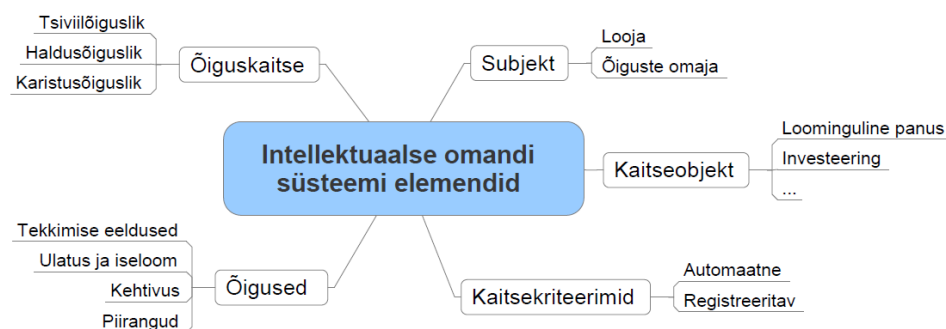 Tsiviilõiguslik
Haldusõiguslik
Karistusõiguslik
Õiguskaitse
Subjekt
Looja
Õiguste omaja
Intellektuaalse omandi
süsteemi elemendid
Kaitseobjekt
Loominguline panus
Investeering
...
Tekkimise eeldused
Ulatus ja iseloom
Kehtivus
Piirangud
Õigused
Kaitsekriteerimid
Automaatne
Registreeritav